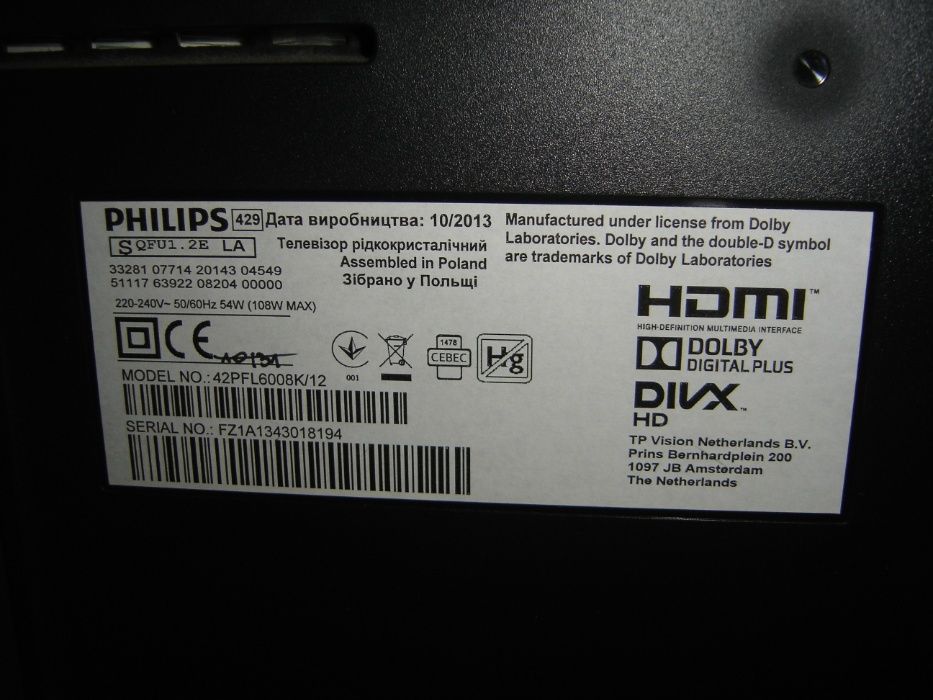 PHILIPS 429 Дата виробництва: 10/2013
S QFU1.2E LA
Телевізор рідкокристалічний
Assembled in Poland
Зібрано у Польщі
33281 07714 20143 04549
51117 63922 08204 00000
220-240V~ 50/60Hz 54W (108W MAX)
CE
001
1478
CEBEC
Hg
MODEL NO.: 42PFL6008K/12
SERIAL NO.: FZ1A1343018194
Manufactured under license from Dolby
Laboratories. Dolby and the double-D symbol
are trademarks of Dolby Laboratories
HDMI™
HIGH-DEFINITION MULTIMEDIA INTERFACE
DOLBY
DIGITAL PLUS
DIVX™
HD
TP Vision Netherlands B.V.
Prins Bernhardplein 200
1097 JB Amsterdam
The Netherlands